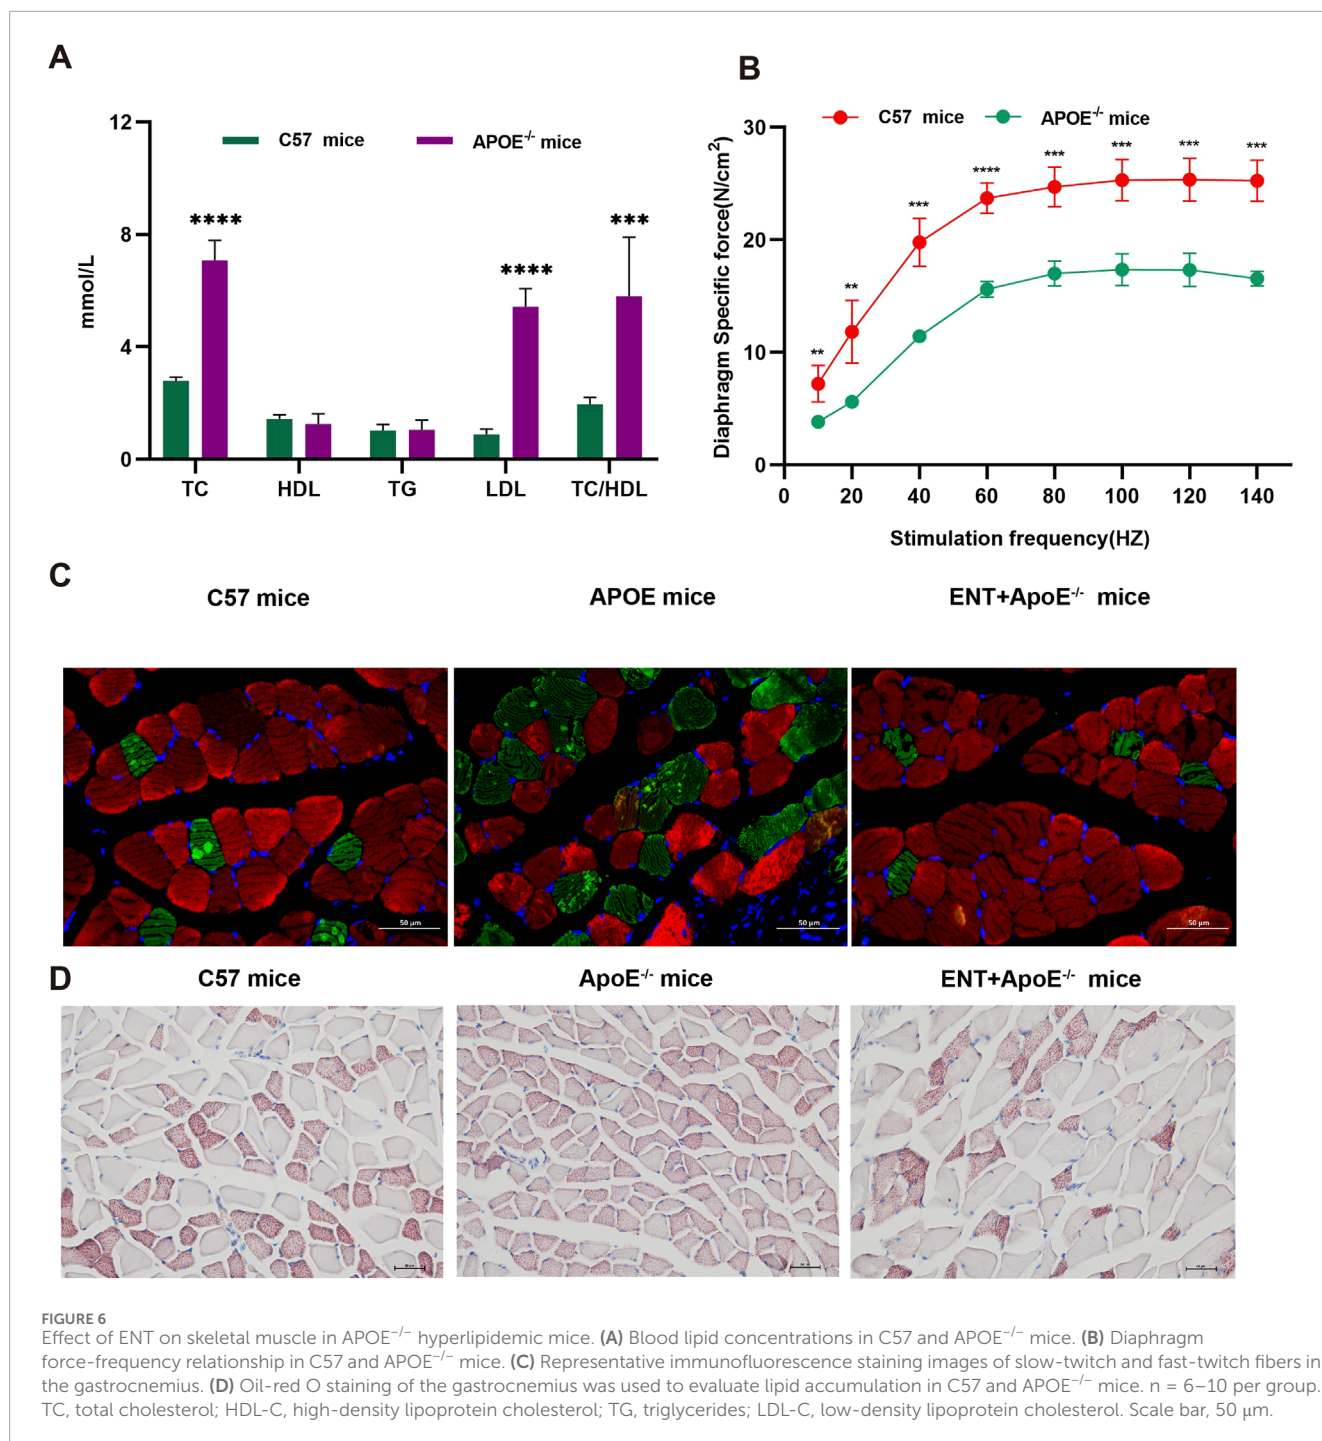 A
B
12
8
4
0
mmol/L
C57 mice
APOE-/- mice
****
****
***
TC
HDL
TG
LDL
TC/HDL
C57 mice
APOE-/- mice
30
20
10
0
Diaphragm Specific force(N/cm2)
**
**
***
****
***
***
***
***
0
20
40
60
80
100
120
140
Stimulation frequency(HZ)
C
C57 mice
APOE mice
ENT+ApoE-/- mice
50 μm
50 μm
50 μm
D
C57 mice
ApoE-/- mice
ENT+ApoE-/- mice
FIGURE 6
Effect of ENT on skeletal muscle in APOE−/− hyperlipidemic mice. (A) Blood lipid concentrations in C57 and APOE−/− mice. (B) Diaphragm
force-frequency relationship in C57 and APOE−/− mice. (C) Representative immunofluorescence staining images of slow-twitch and fast-twitch fibers in
the gastrocnemius. (D) Oil-red O staining of the gastrocnemius was used to evaluate lipid accumulation in C57 and APOE−/− mice. n = 6–10 per group.
TC, total cholesterol; HDL-C, high-density lipoprotein cholesterol; TG, triglycerides; LDL-C, low-density lipoprotein cholesterol. Scale bar, 50 μm.